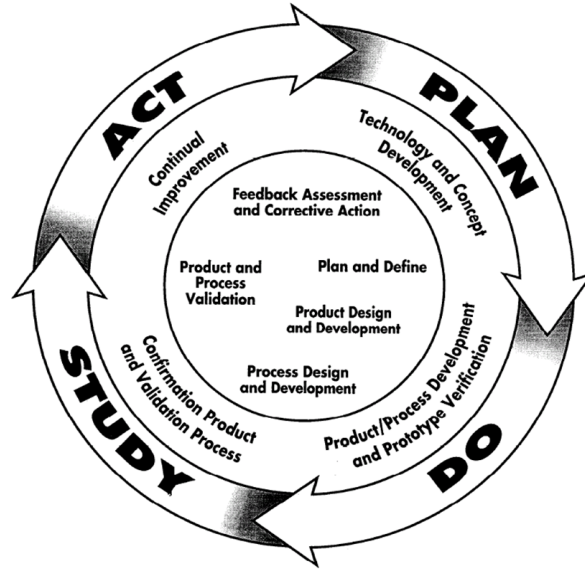 ACT
PLAN
DO
STUDY
Continual
Improvement
Technology and Concept
Development
Product/Process Development
and Prototype Verification
Confirmation Product
and Validation Process
Feedback Assessment
and Corrective Action
Product and
Process
Validation
Plan and Define
Product Design
and Development
Process Design
and Development